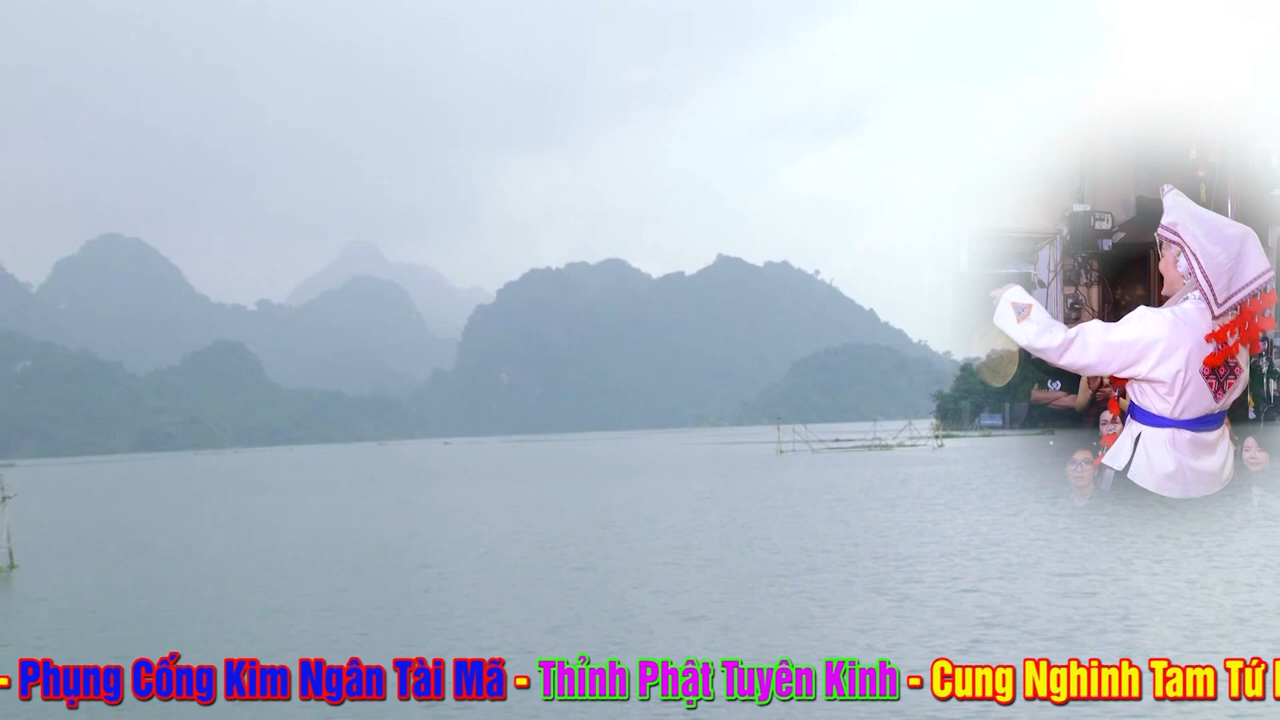 - Phụng Cống Kim Ngân Tài Mã - Thỉnh Phật Tuyên Kinh - Cung Nghinh Tam Tứ